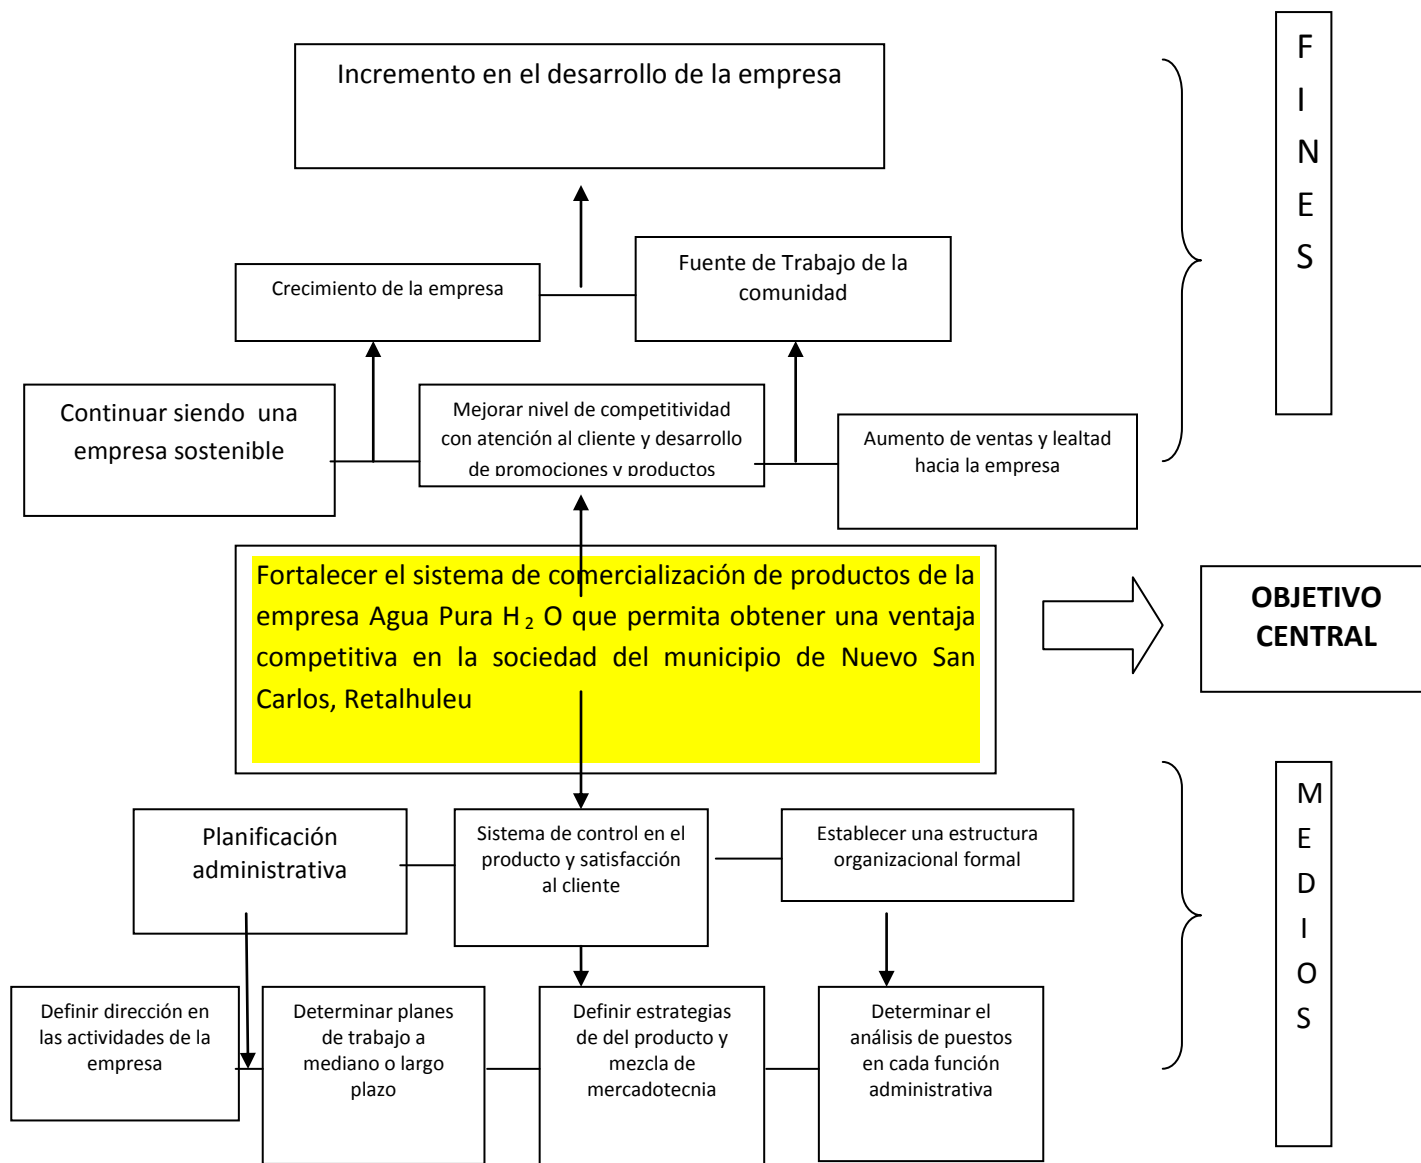 Incremento en el desarrollo de la empresa
F
I
N
E
S
Crecimiento de la empresa
Fuente de Trabajo de la
comunidad
Continuar siendo una
empresa sostenible
Mejorar nivel de competitividad
con atención al cliente y desarrollo
de promociones y productos
Aumento de ventas y lealtad
hacia la empresa
Fortalecer el sistema de comercialización de productos de la
empresa Agua Pura H₂ O que permita obtener una ventaja
competitiva en la sociedad del municipio de Nuevo San
Carlos, Retalhuleu
OBJETIVO
CENTRAL
Planificación
administrativa
Sistema de control en el
producto y satisfacción
al cliente
Establecer una estructura
organizacional formal
M
E
D
I
O
S
Definir dirección en
las actividades de la
empresa
Determinar planes
de trabajo a
mediano o largo
plazo
Definir estrategias
de del producto y
mezcla de
mercadotecnia
Determinar el
análisis de puestos
en cada función
administrativa